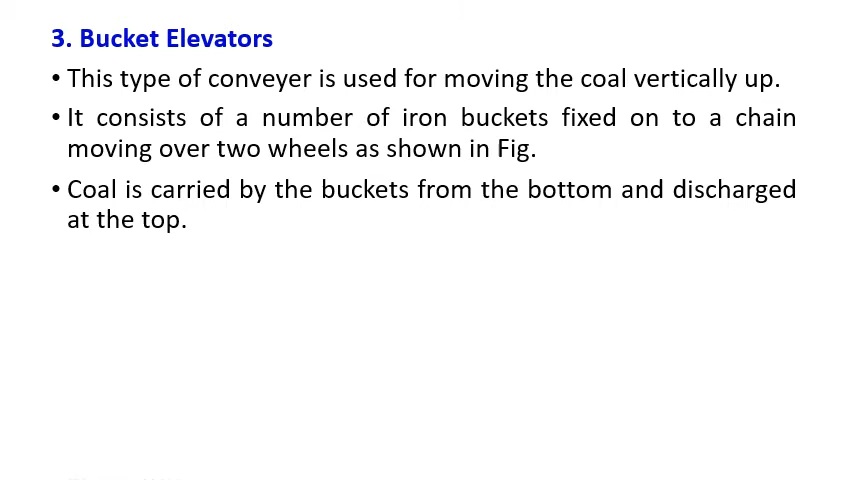 3. Bucket Elevators
• This type of conveyer is used for moving the coal vertically up.
• It consists of a number of iron buckets fixed on to a chain
moving over two wheels as shown in Fig.
• Coal is carried by the buckets from the bottom and discharged
at the top.